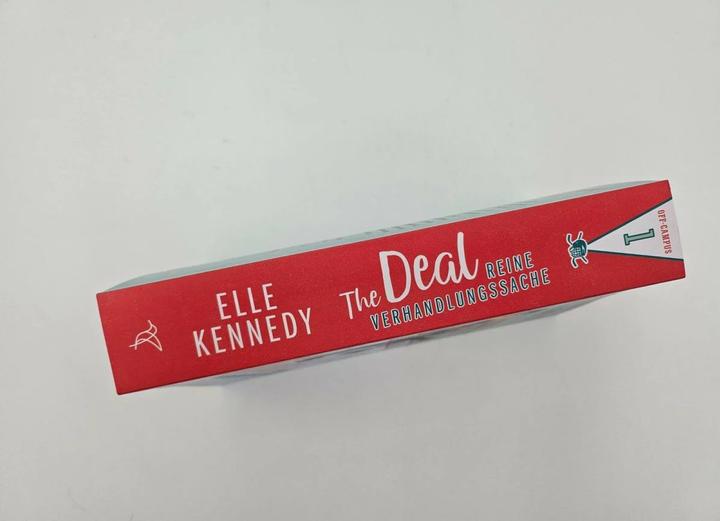 ELLE
KENNEDY
The Deal REINE
VERHANDLUNGSSACHE
1
OFF-CAMPUS